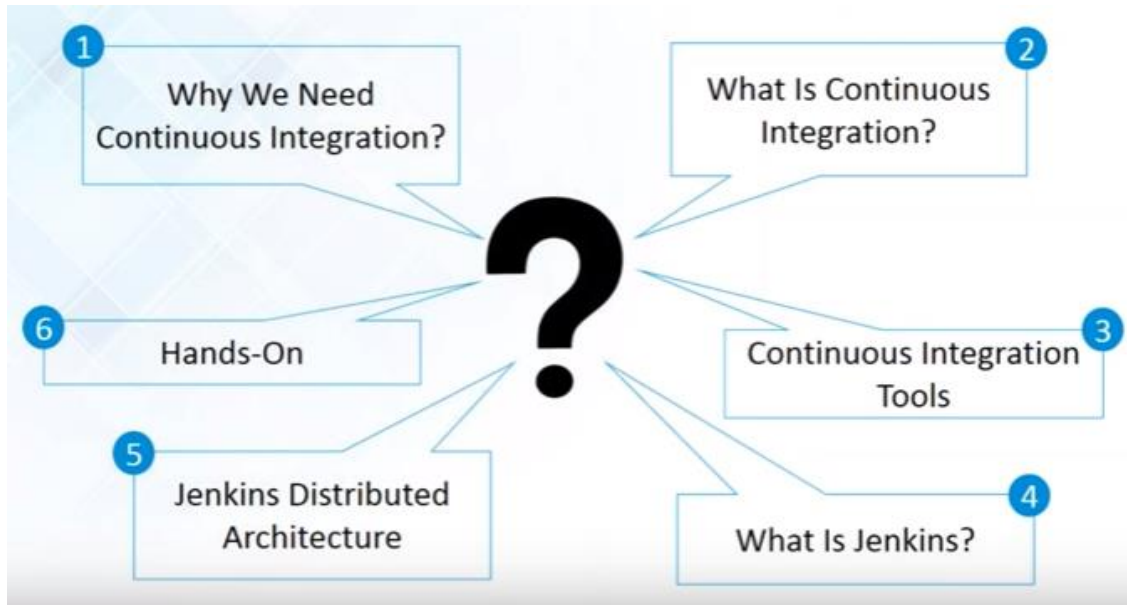 1
Why We Need
Continuous Integration?
2
What Is Continuous
Integration?
3
Continuous Integration
Tools
4
What Is Jenkins?
5
Jenkins Distributed
Architecture
6
Hands-On
?